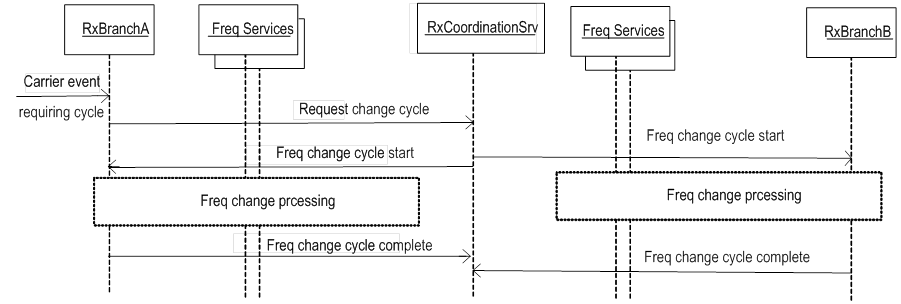 RxBranchA
Freq Services
RxCoordinationSrv
Freq Services
RxBranchB
Carrier event
requiring cycle
Request change cycle
Freq change cycle start
Freq change cycle start
Freq change prcessing
Freq change prcessing
Freq change cycle complete
Freq change cycle complete